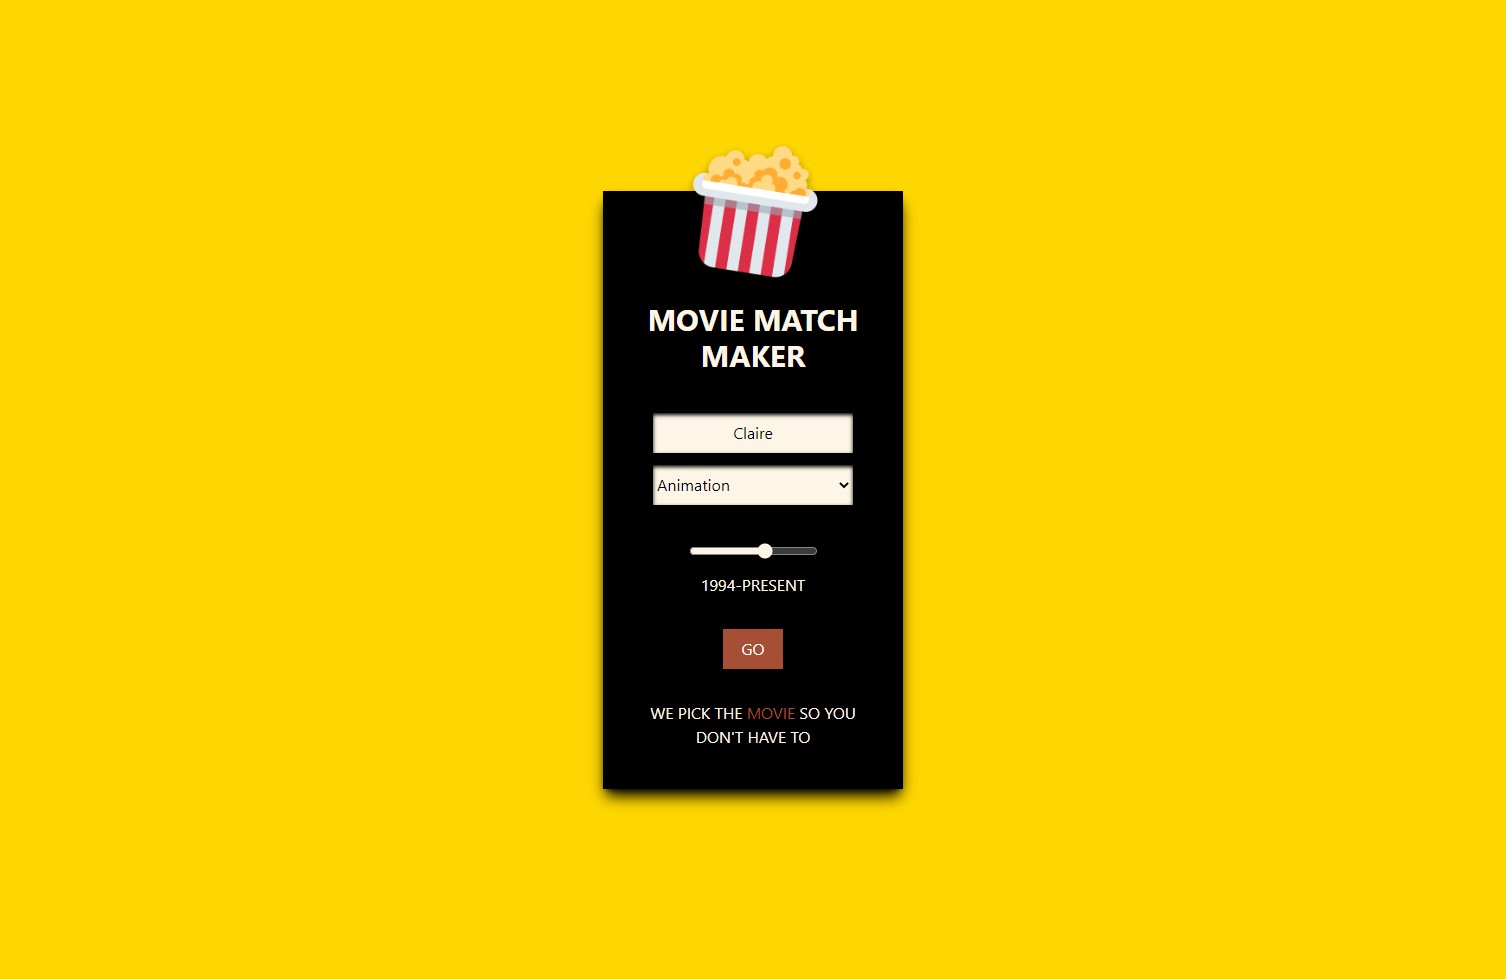 MOVIE MATCH
MAKER
Claire
Animation
1994-PRESENT
GO
WE PICK THE MOVIE SO YOU
DON'T HAVE TO